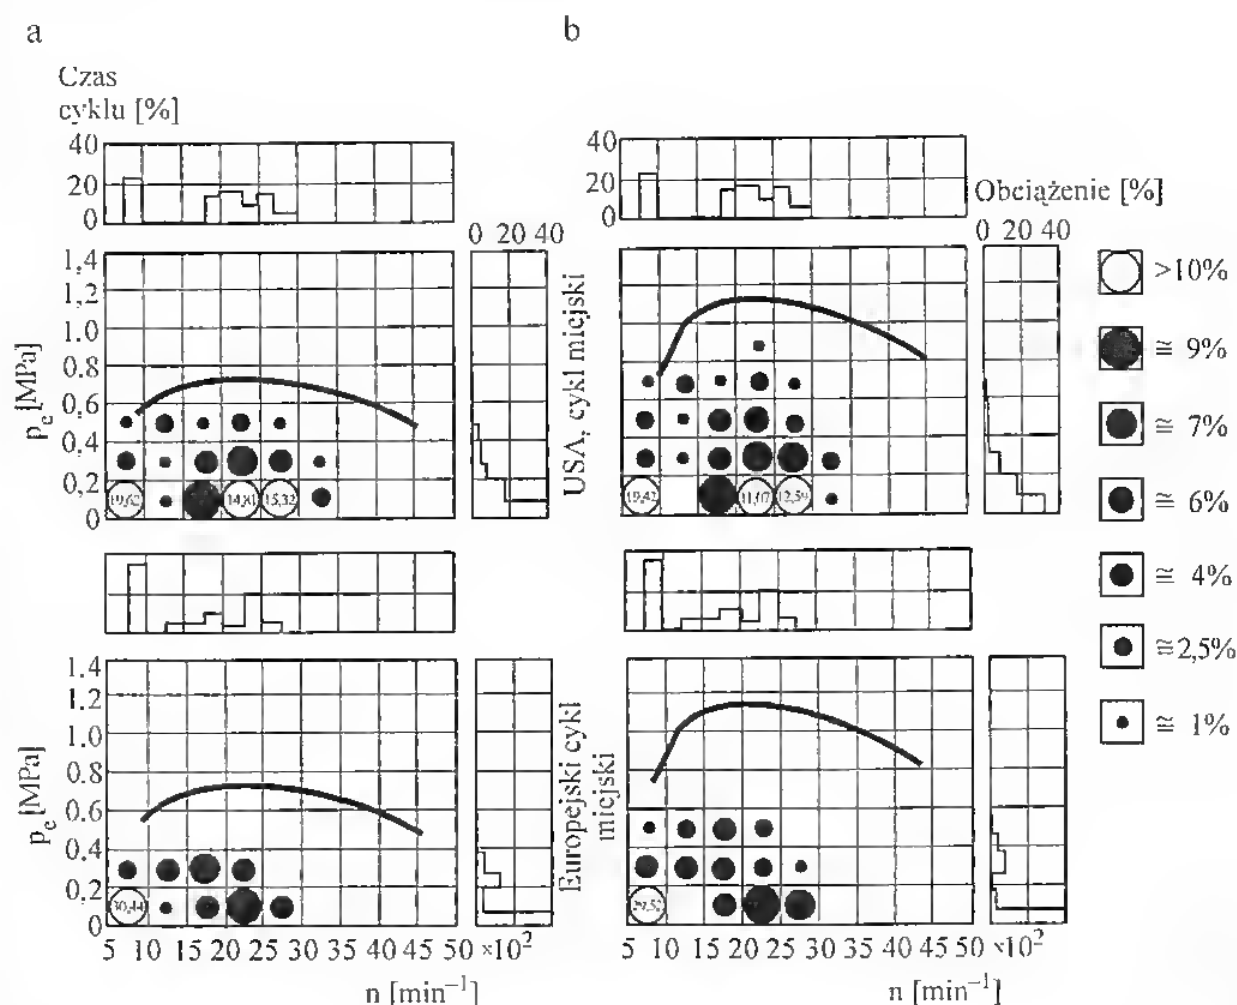 a
b
Czas
cyklu [%]
40
20
0
40
20
0
Obciążenie [%]
0 20 40
0 20 40
1,4
1,2
1.0
0.8
0,6
0.4
0,2
0
p_e [MPa]
19,62
14,81
15,32
USA, cykl miejski
19,42
11,07
12,59
>10%
≅ 9%
≅ 7%
≅ 6%
≅ 4%
≅ 2,5%
≅ 1%
1.4
1.2
1.0
0.8
0.6
0.4
0.2
0
p_e [MPa]
30,44
Europejski cykl
miejski
29,52
5 10 15 20 25 30 35 40 45 50 ×10²
5 10 15 20 25 30 35 40 45 50 ×10²
n [min⁻¹]
n [min⁻¹]